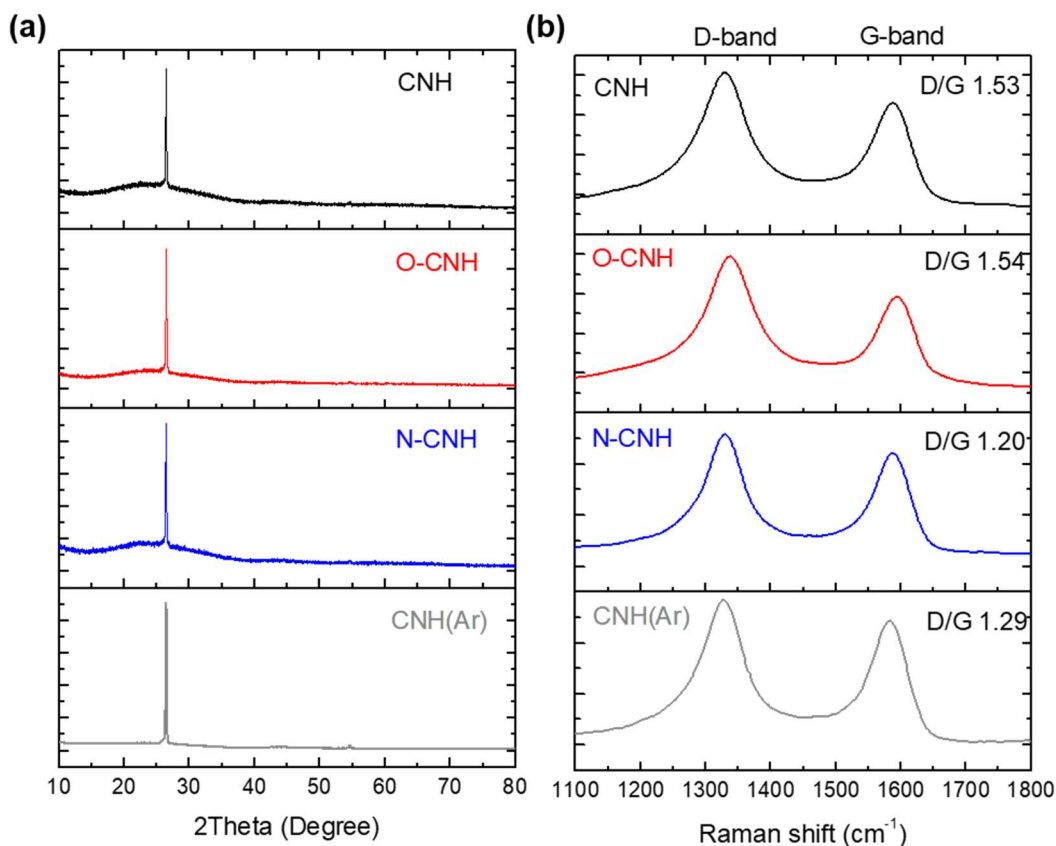 (a)
CNH
O-CNH
N-CNH
CNH(Ar)
10 20 30 40 50 60 70 80
2Theta (Degree)
(b)
D-band G-band
CNH D/G 1.53
O-CNH D/G 1.54
N-CNH D/G 1.20
CNH(Ar) D/G 1.29
1100 1200 1300 1400 1500 1600 1700 1800
Raman shift (cm⁻¹)